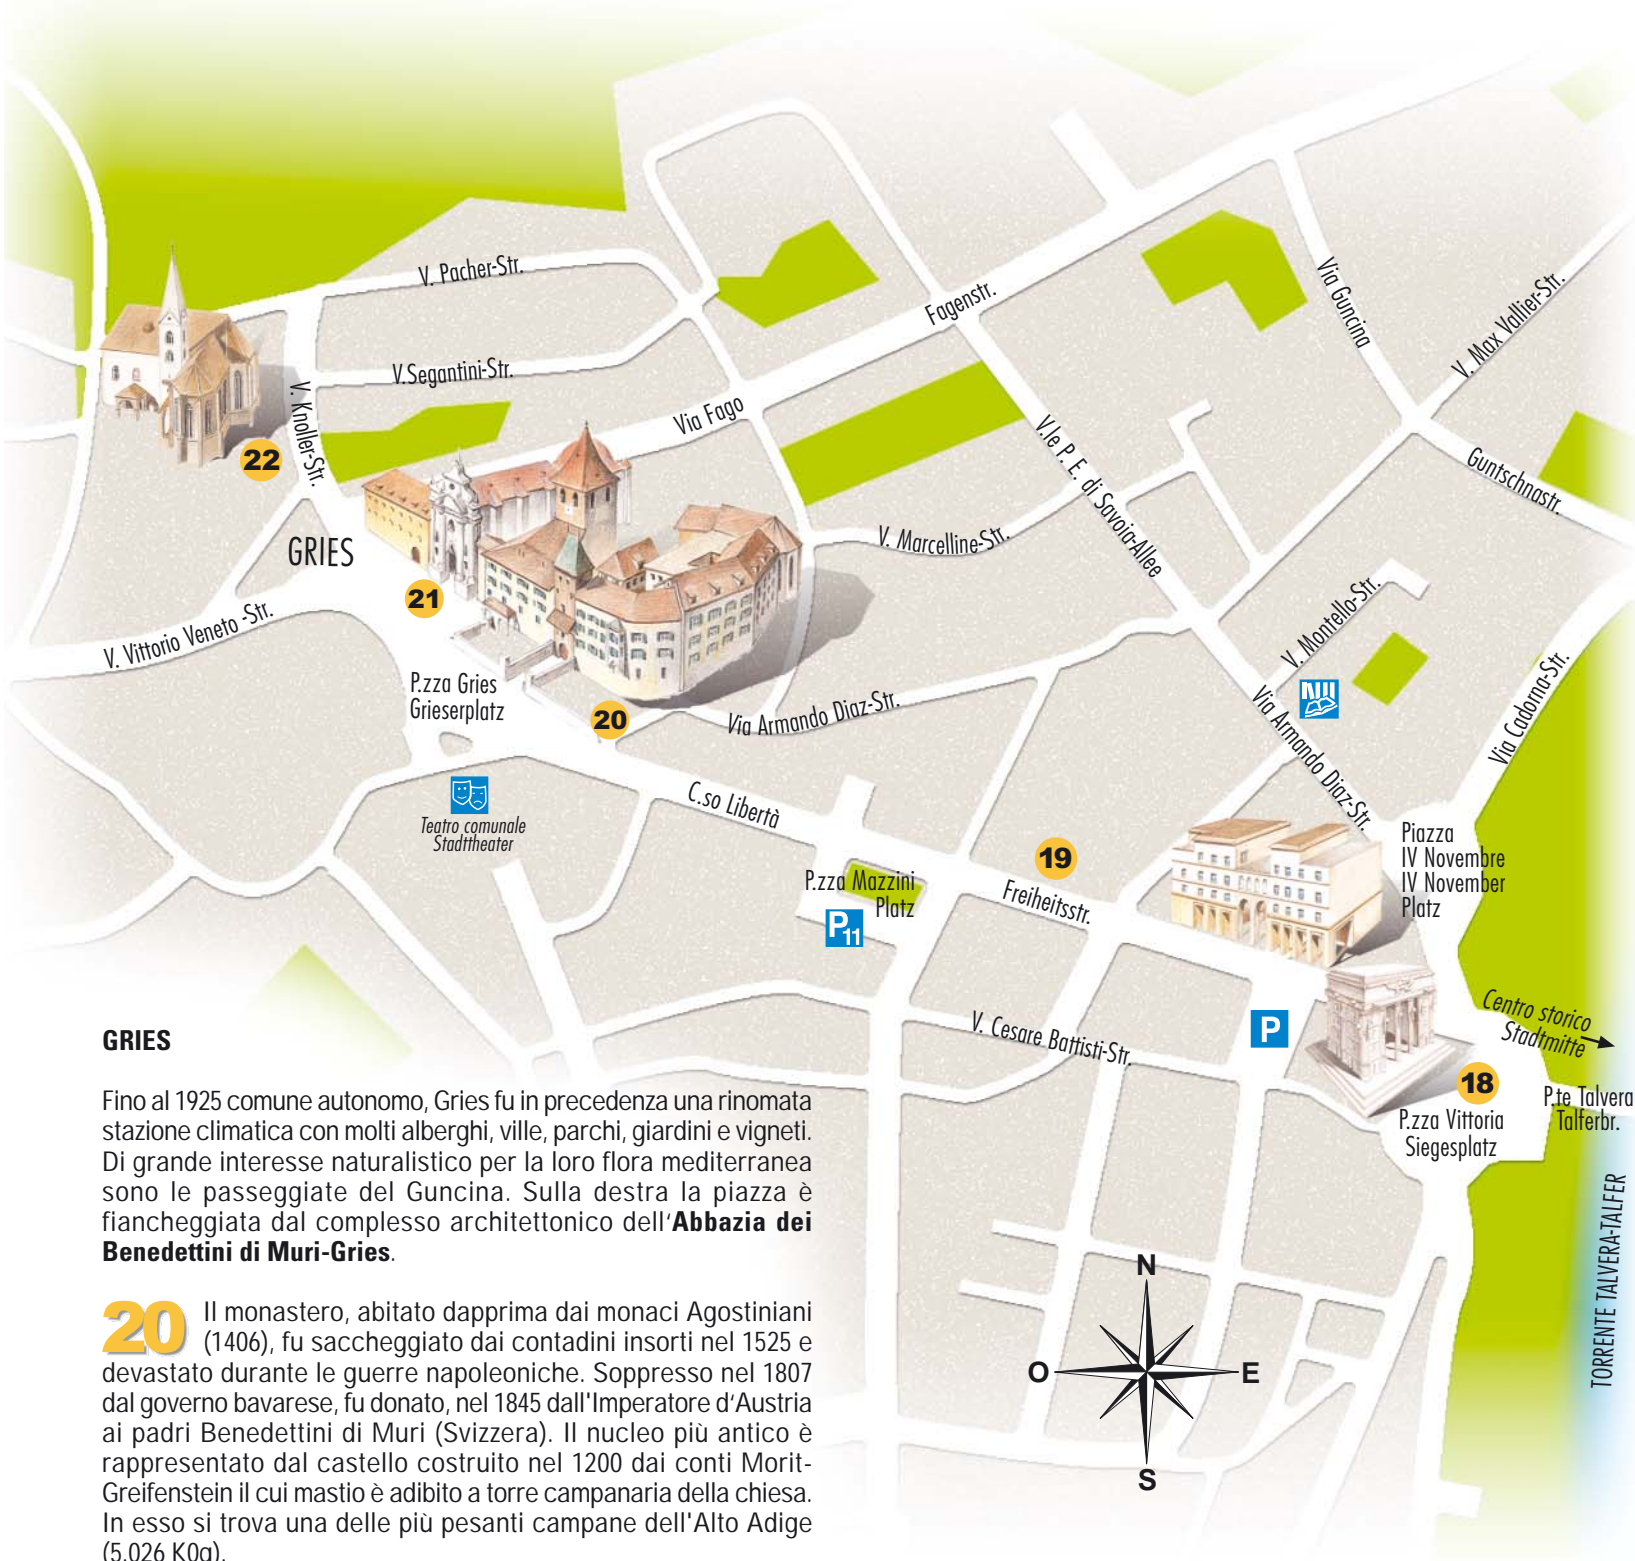 V. Pacher-Str.
Fagenstr.
Via Guncina
V. Max Vallier-Str.
V.Segantini-Str.
V. Knoller-Str.
Via Fago
V.le P. E. di Savoia-Allee
22
Guntschnastr.
GRIES
V. Marcelline-Str.
21
V. Montello-Str.
V. Vittorio Veneto -Str.
Via Cadorna-Str.
P.zza Gries
Grieserplatz
20
Via Armando Diaz-Str.
Via Armando Diaz-Str.
Teatro comunale
Stadttheater
C.so Libertà
19
Piazza
IV Novembre
IV November
Platz
P.zza Mazzini
Platz
Freiheitsstr.
P11
Centro storico
Stadtmitte
P
V. Cesare Battisti-Str.
18
P.zza Vittoria
Siegesplatz
P.te Talvera
Talferbr.
TORRENTE TALVERA-TALFER
N
O
E
S
GRIES
Fino al 1925 comune autonomo, Gries fu in precedenza una rinomata
stazione climatica con molti alberghi, ville, parchi, giardini e vigneti.
Di grande interesse naturalistico per la loro flora mediterranea
sono le passeggiate del Guncina. Sulla destra la piazza è
fiancheggiata dal complesso architettonico dell'Abbazia dei
Benedettini di Muri-Gries.
20 Il monastero, abitato dapprima dai monaci Agostiniani
(1406), fu saccheggiato dai contadini insorti nel 1525 e
devastato durante le guerre napoleoniche. Soppresso nel 1807
dal governo bavarese, fu donato, nel 1845 dall'Imperatore d'Austria
ai padri Benedettini di Muri (Svizzera). Il nucleo più antico è
rappresentato dal castello costruito nel 1200 dai conti Morit-
Greifenstein il cui mastio è adibito a torre campanaria della chiesa.
In esso si trova una delle più pesanti campane dell'Alto Adige
(5.026 K0g).